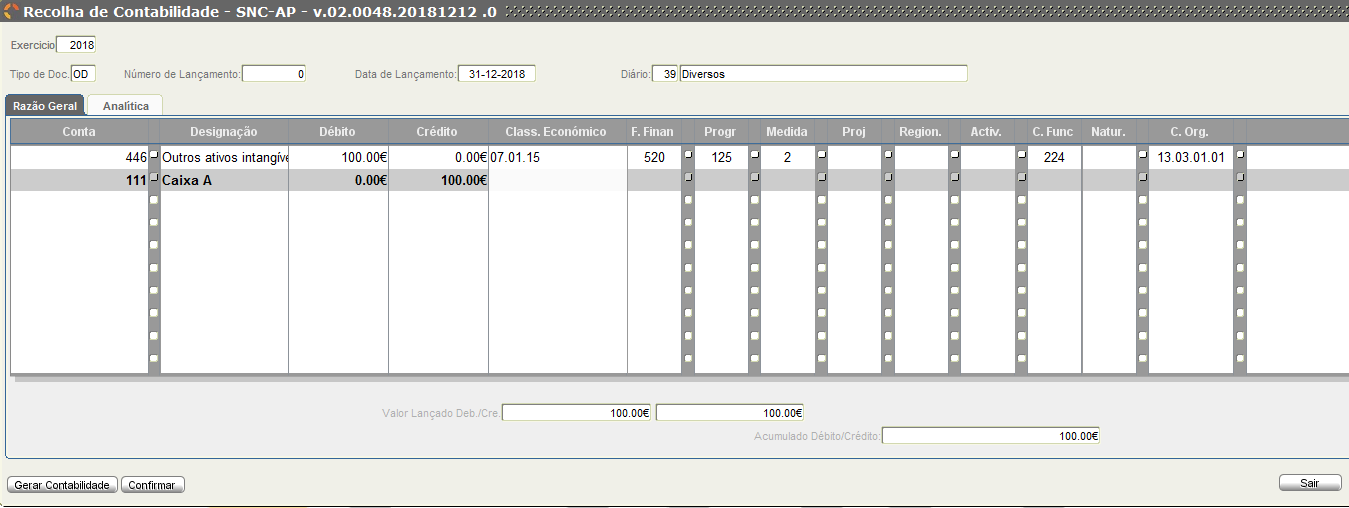 Recolha de Contabilidade - SNC-AP - v.02.0048.20181212 .0
Exercicio 2018
Tipo de Doc. OD Número de Lançamento: 0 Data de Lançamento: 31-12-2018 Diário: 39 Diversos
Razão Geral Analítica
Conta Designação Débito Crédito Class. Económico F. Finan Progr Medida Proj Region. Activ. C. Func Natur. C. Org.
446 Outros ativos intangíve 100.00€ 0.00€ 07.01.15 520 125 2 224 13.03.01.01
111 Caixa A 0.00€ 100.00€
Valor Lançado Deb./Cre. 100.00€ 100.00€
Acumulado Débito/Crédito: 100.00€
Gerar Contabilidade Confirmar Sair